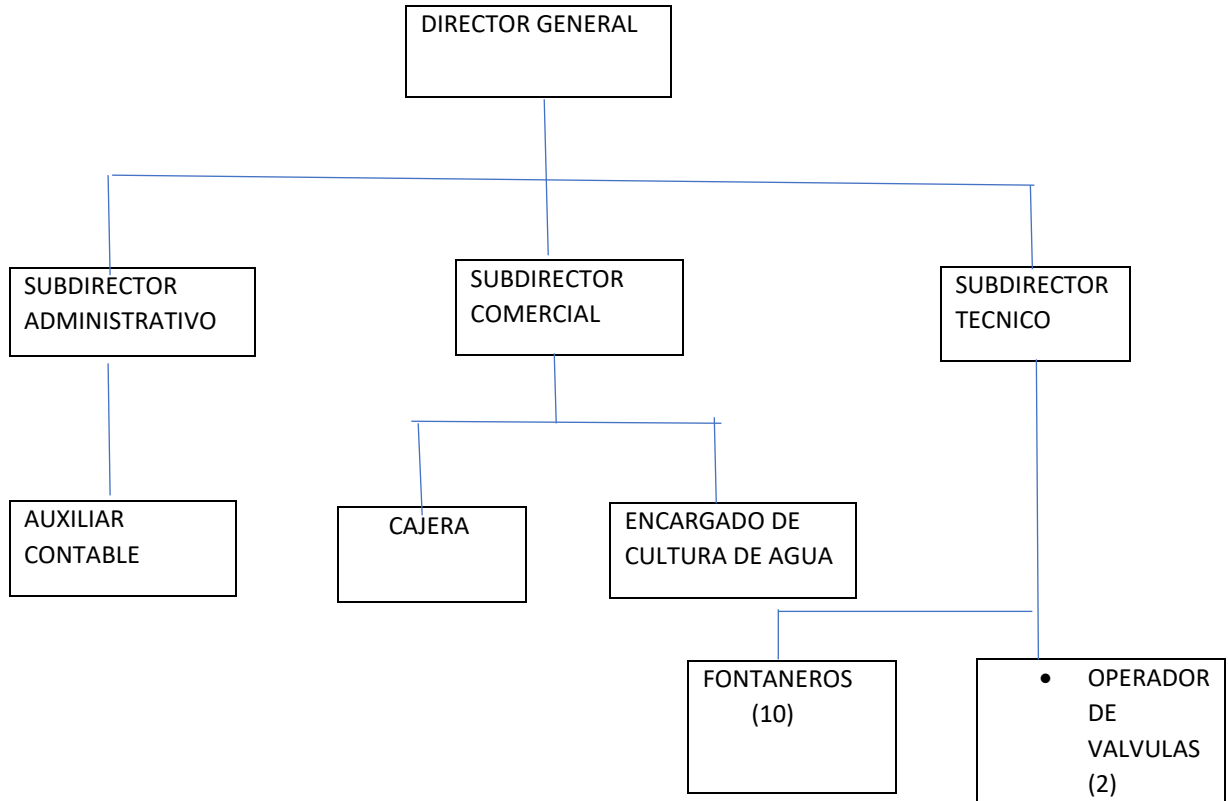 DIRECTOR GENERAL
SUBDIRECTOR
ADMINISTRATIVO
SUBDIRECTOR
COMERCIAL
SUBDIRECTOR
TECNICO
AUXILIAR
CONTABLE
CAJERA
ENCARGADO DE
CULTURA DE AGUA
FONTANEROS
(10)
• OPERADOR
DE
VALVULAS
(2)